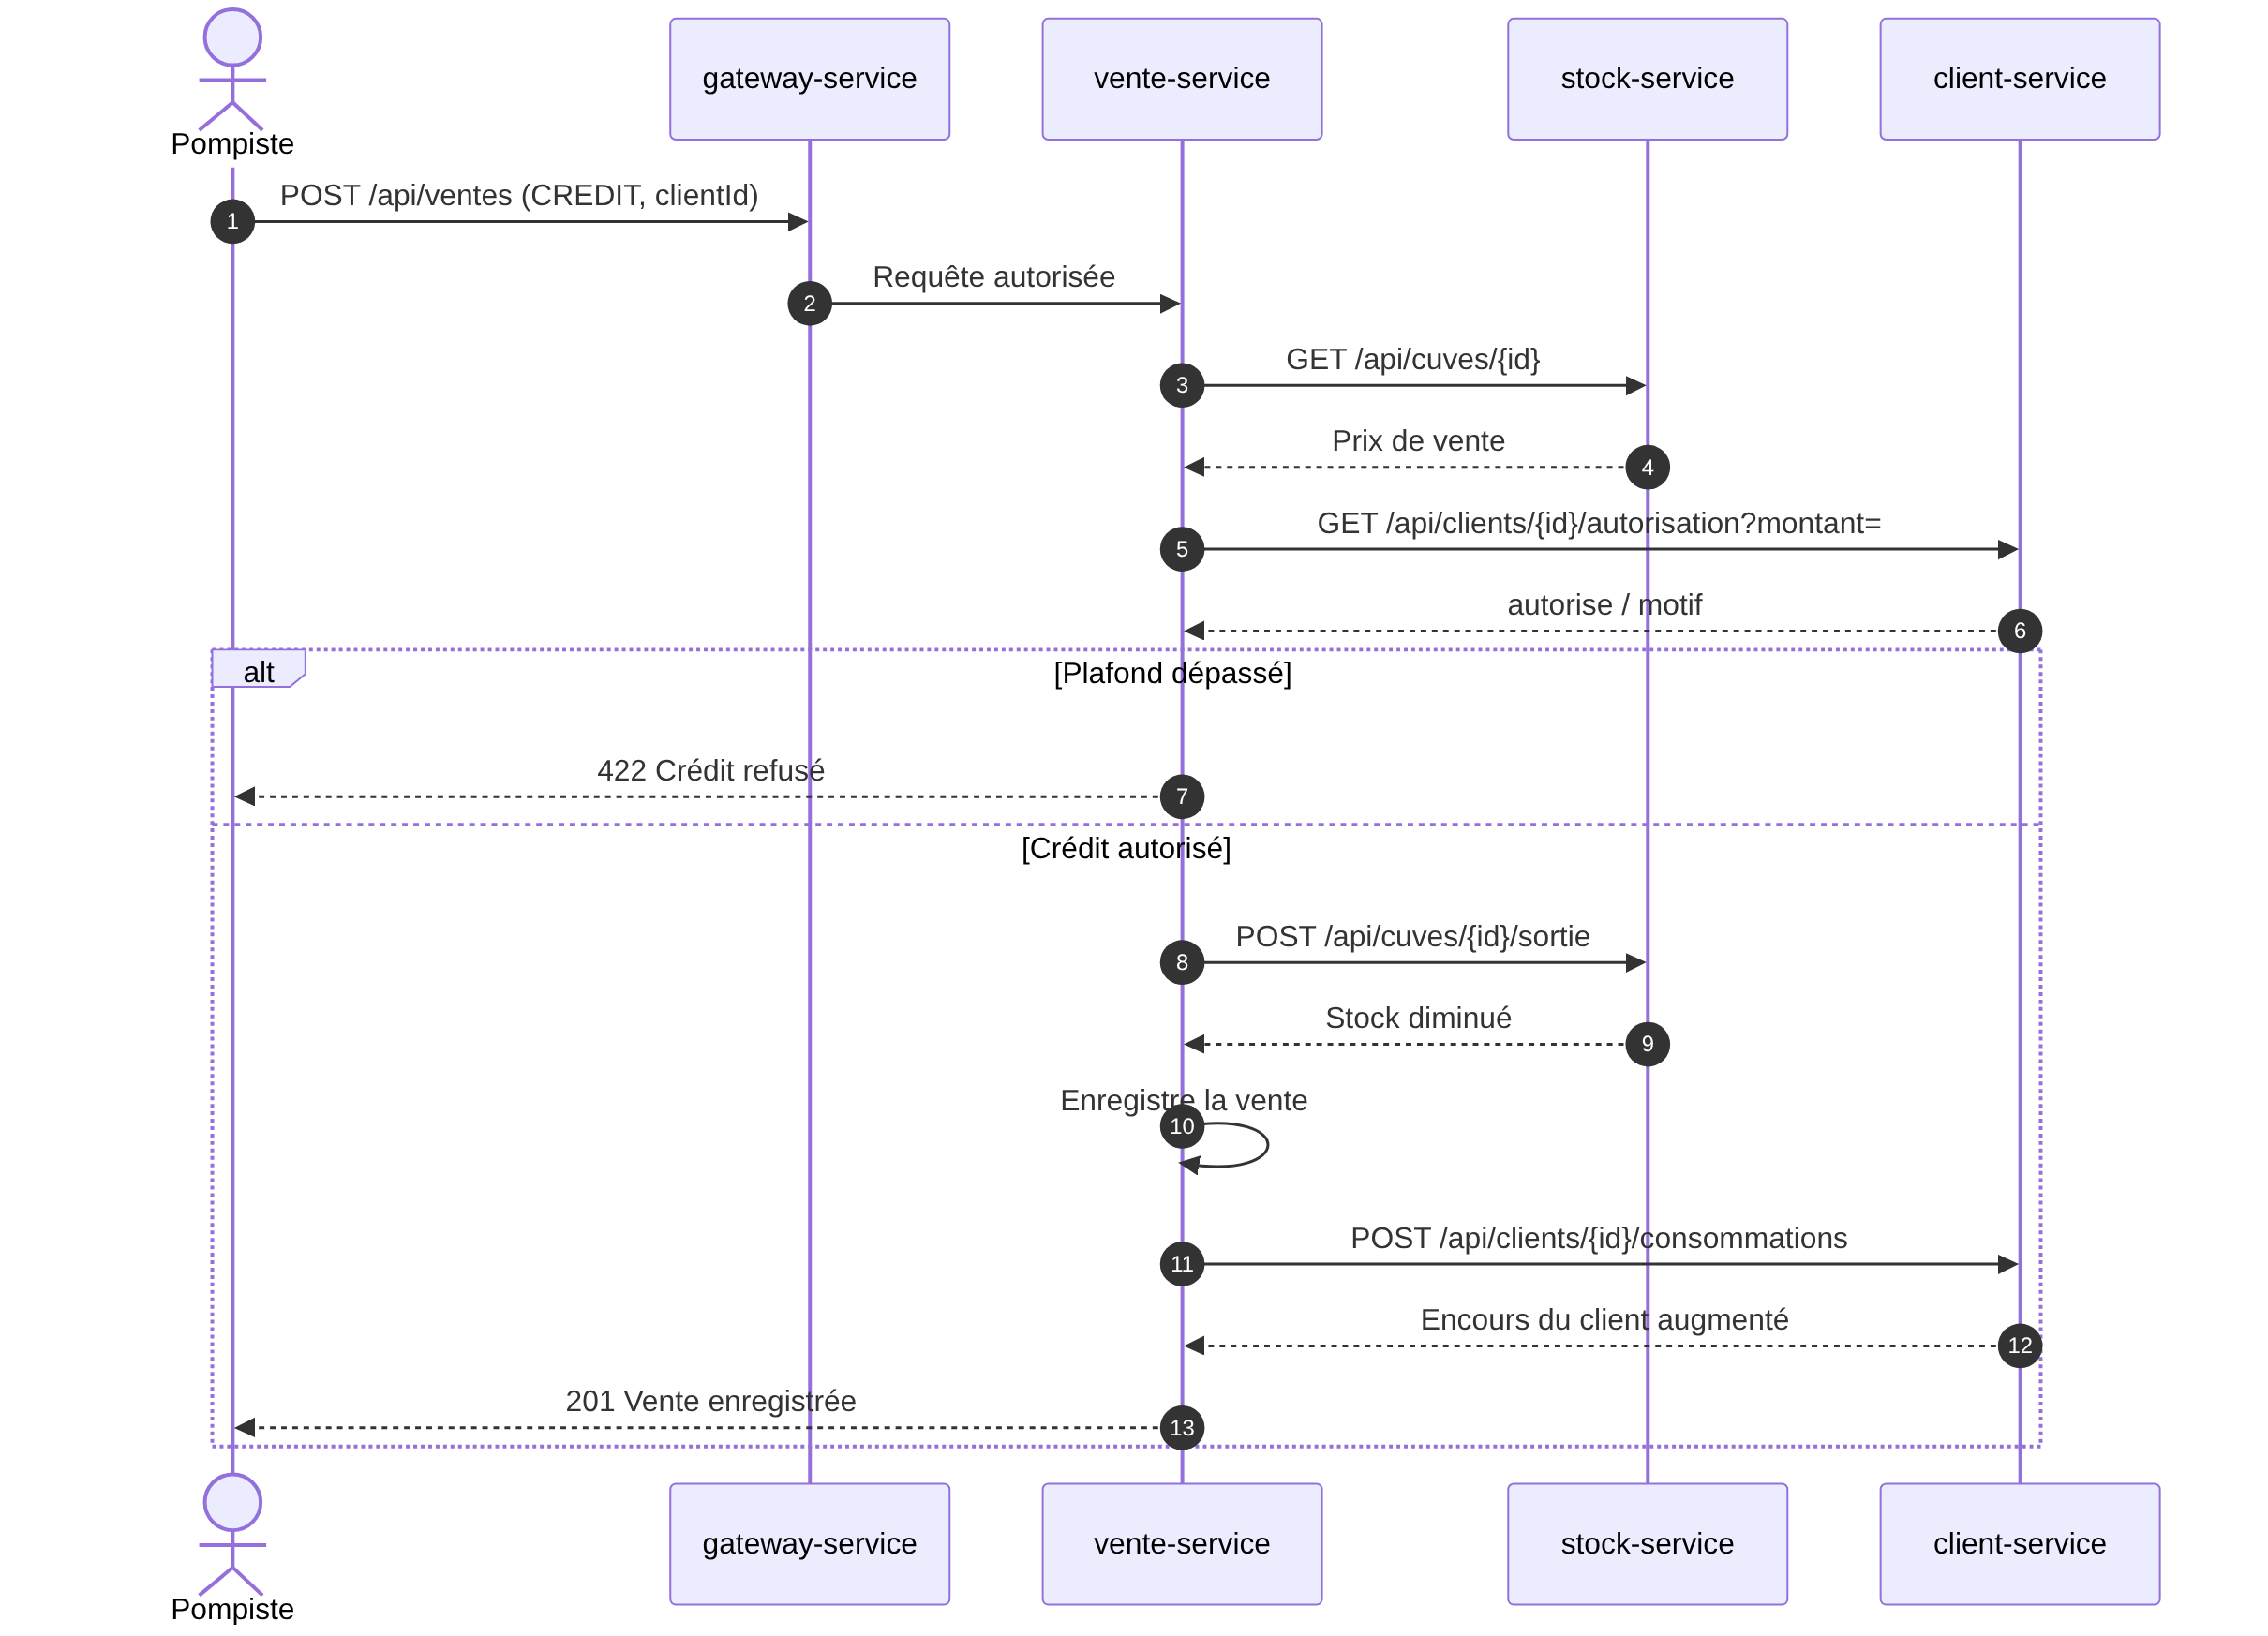 Pompiste
gateway-service
vente-service
stock-service
client-service
POST /api/ventes (CREDIT, clientId)
1
Requête autorisée
2
GET /api/cuves/{id}
3
Prix de vente
4
GET /api/clients/{id}/autorisation?montant=
5
autorise / motif
6
alt
[Plafond dépassé]
422 Crédit refusé
7
[Crédit autorisé]
POST /api/cuves/{id}/sortie
8
Stock diminué
9
Enregistre la vente
10
POST /api/clients/{id}/consommations
11
Encours du client augmenté
12
201 Vente enregistrée
13
gateway-service
vente-service
stock-service
client-service
Pompiste